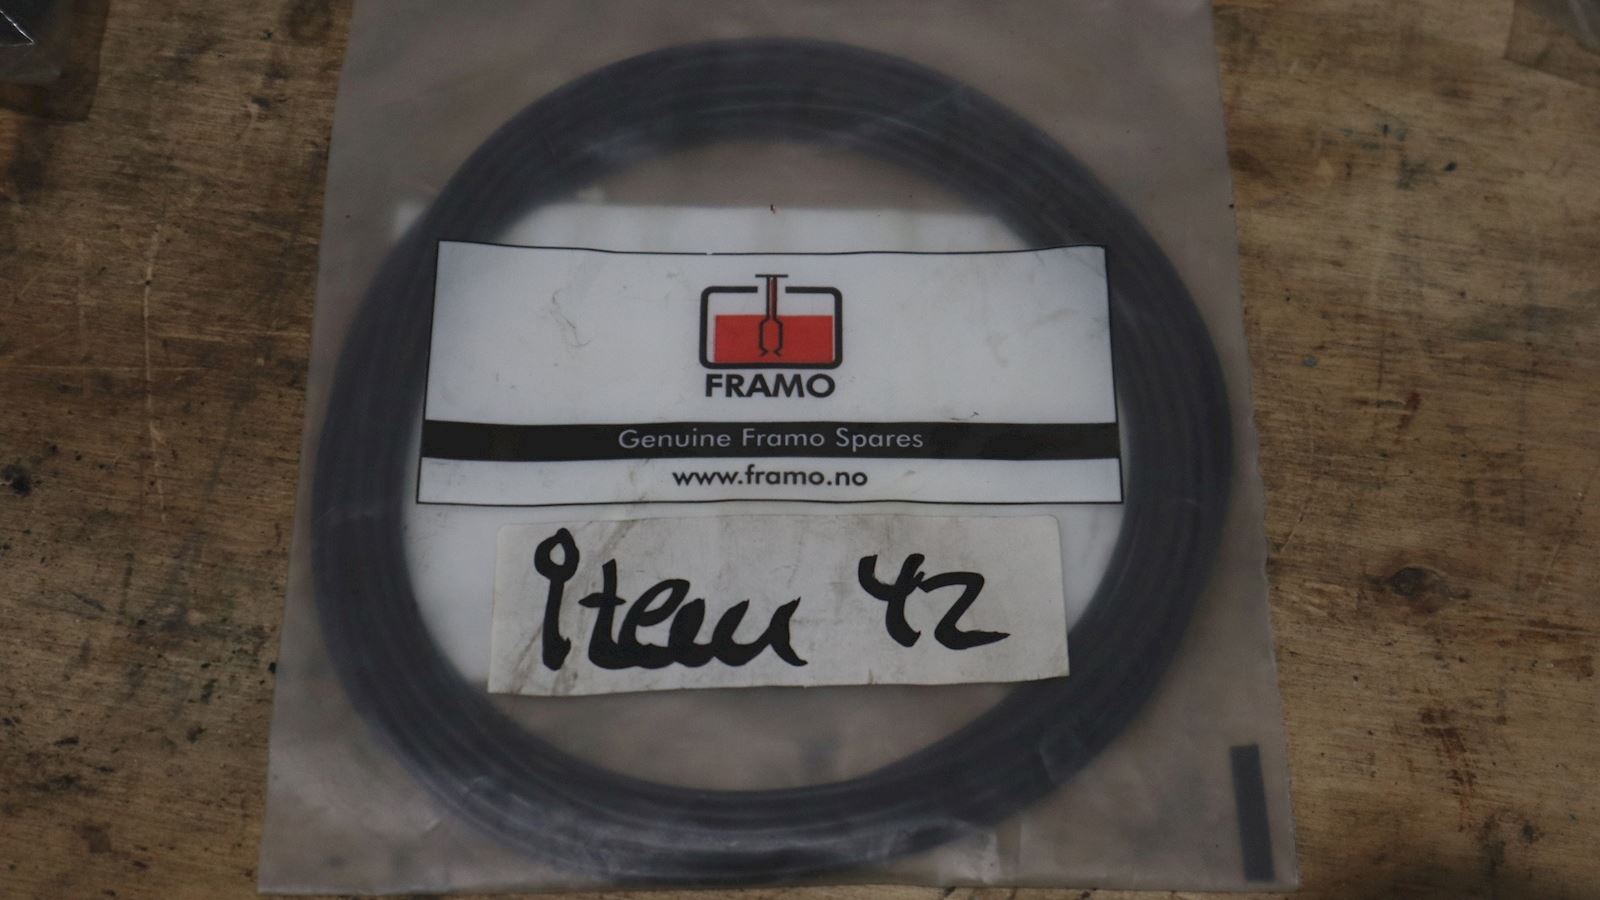 FRAMO
Genuine Framo Spares
www.framo.no
item 42